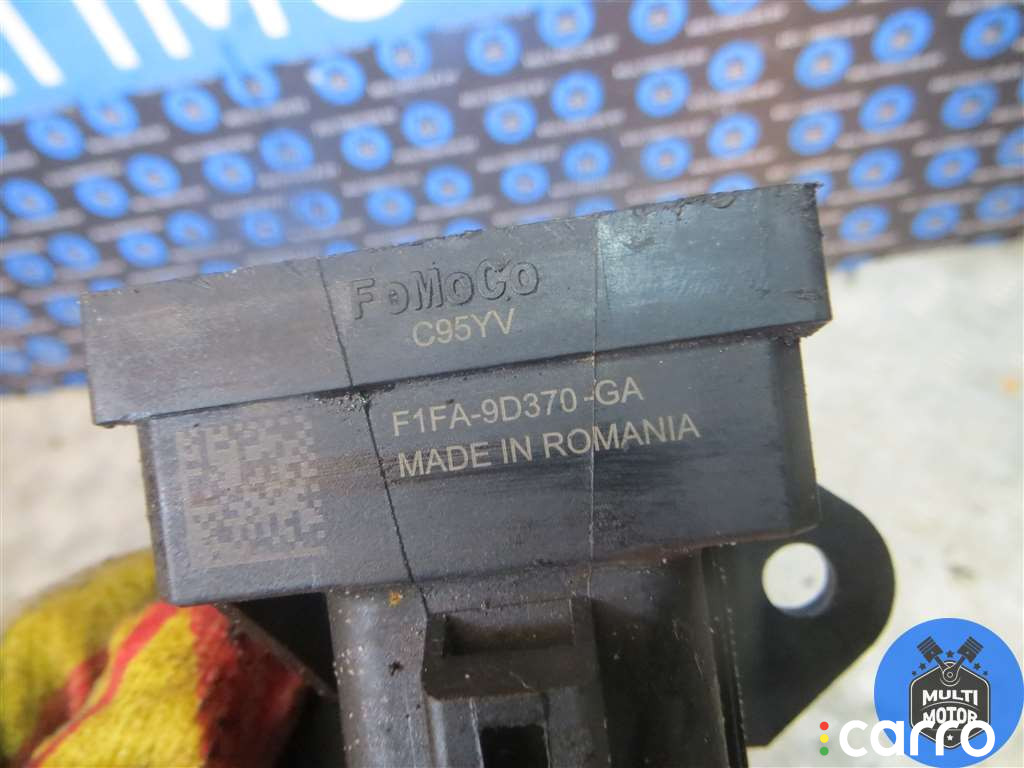 FoMoCo
C95YV
F1FA-9D370-GA
MADE IN ROMANIA
MULTI
MOTOR
carro